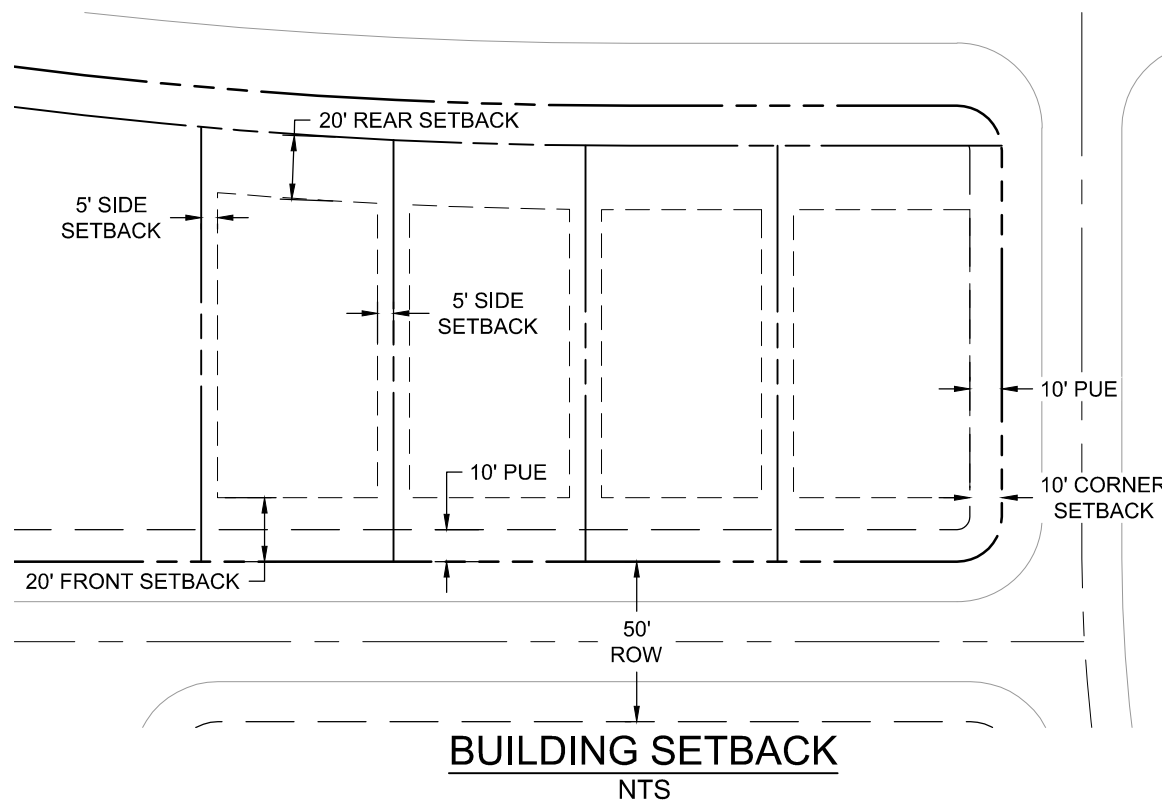 20' REAR SETBACK
5' SIDE
SETBACK
5' SIDE
SETBACK
10' PUE
10' PUE
10' CORNER
SETBACK
20' FRONT SETBACK
50'
ROW
BUILDING SETBACK
NTS